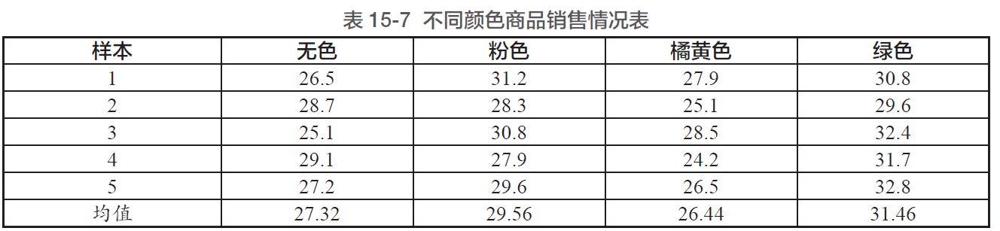 表 15-7 不同颜色商品销售情况表
样本 无色 粉色 橘黄色 绿色
1 26.5 31.2 27.9 30.8
2 28.7 28.3 25.1 29.6
3 25.1 30.8 28.5 32.4
4 29.1 27.9 24.2 31.7
5 27.2 29.6 26.5 32.8
均值 27.32 29.56 26.44 31.46